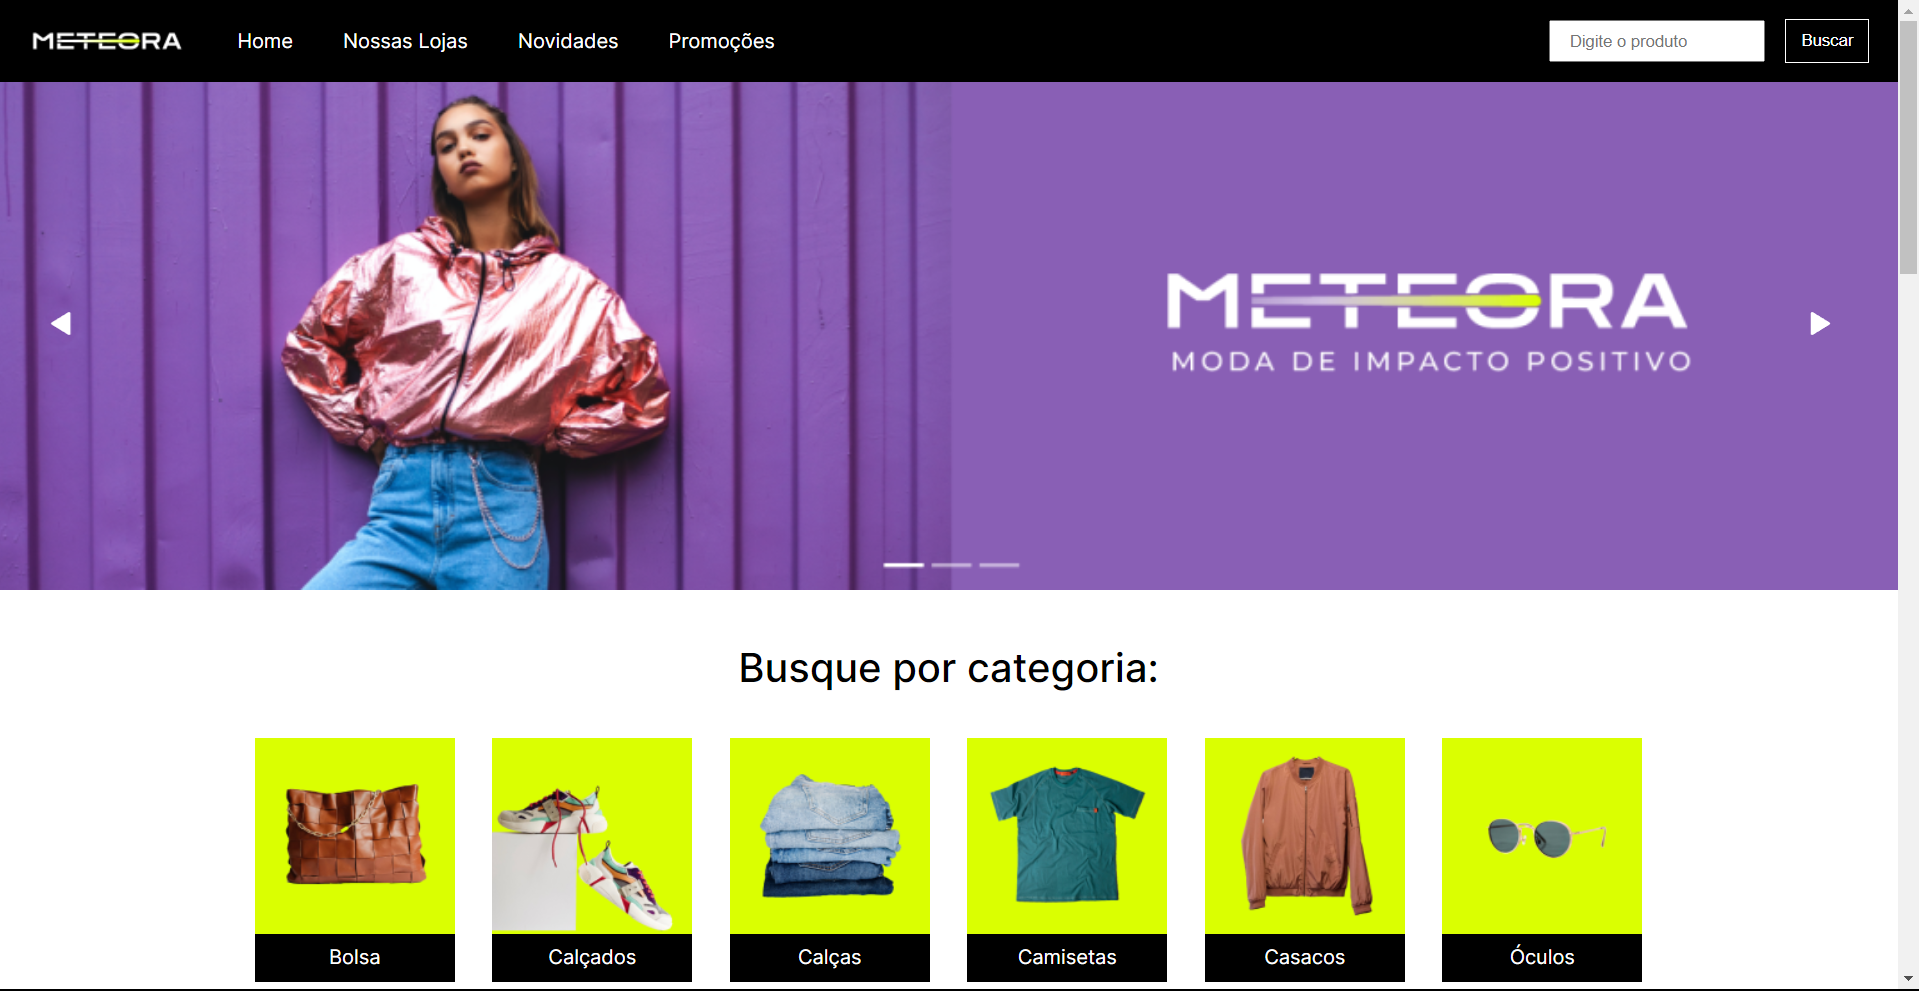 METEORA Home Nossas Lojas Novidades Promoções Digite o produto Buscar
METEORA
MODA DE IMPACTO POSITIVO
Busque por categoria:
Bolsa Calçados Calças Camisetas Casacos Óculos